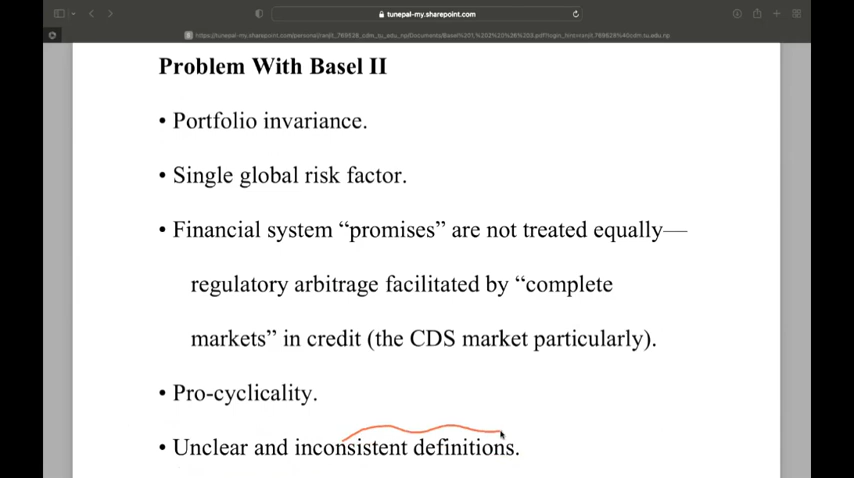 tunepal-my.sharepoint.com
Problem With Basel II
• Portfolio invariance.
• Single global risk factor.
• Financial system “promises” are not treated equally—
regulatory arbitrage facilitated by “complete
markets” in credit (the CDS market particularly).
• Pro-cyclicality.
• Unclear and inconsistent definitions.